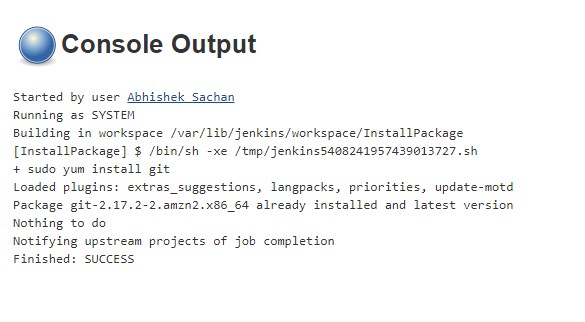 Console Output
Started by user Abhishek Sachan
Running as SYSTEM
Building in workspace /var/lib/jenkins/workspace/InstallPackage
[InstallPackage] $ /bin/sh -xe /tmp/jenkins5408241957439013727.sh
+ sudo yum install git
Loaded plugins: extras_suggestions, langpacks, priorities, update-motd
Package git-2.17.2-2.amzn2.x86_64 already installed and latest version
Nothing to do
Notifying upstream projects of job completion
Finished: SUCCESS